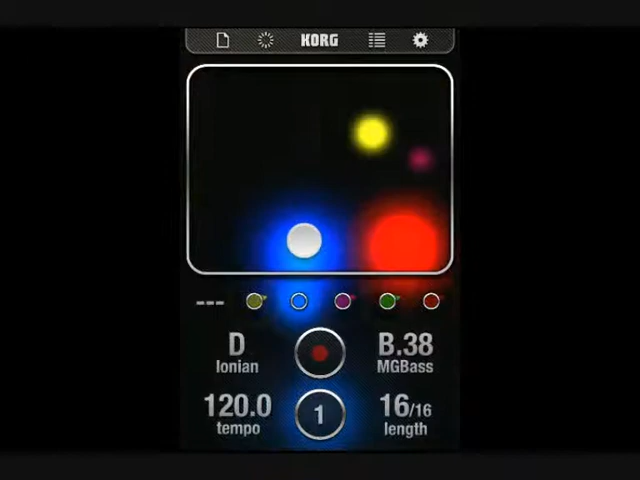 KORG
---
D
Ionian
B.38
MGBass
120.0
tempo
1
16/16
length